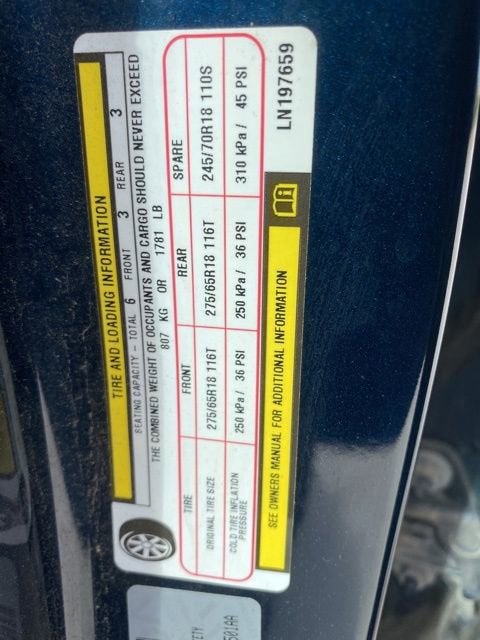 TIRE AND LOADING INFORMATION
SEATING CAPACITY - TOTAL 6 FRONT 3 REAR 3
THE COMBINED WEIGHT OF OCCUPANTS AND CARGO SHOULD NEVER EXCEED
807 KG OR 1781 LB
TIRE FRONT REAR SPARE
ORIGINAL TIRE SIZE 275/65R18 116T 275/65R18 116T 245/70R18 110S
COLD TIRE INFLATION PRESSURE 250 kPa / 36 PSI 250 kPa / 36 PSI 310 kPa / 45 PSI
SEE OWNERS MANUAL FOR ADDITIONAL INFORMATION
LN197659
501AA